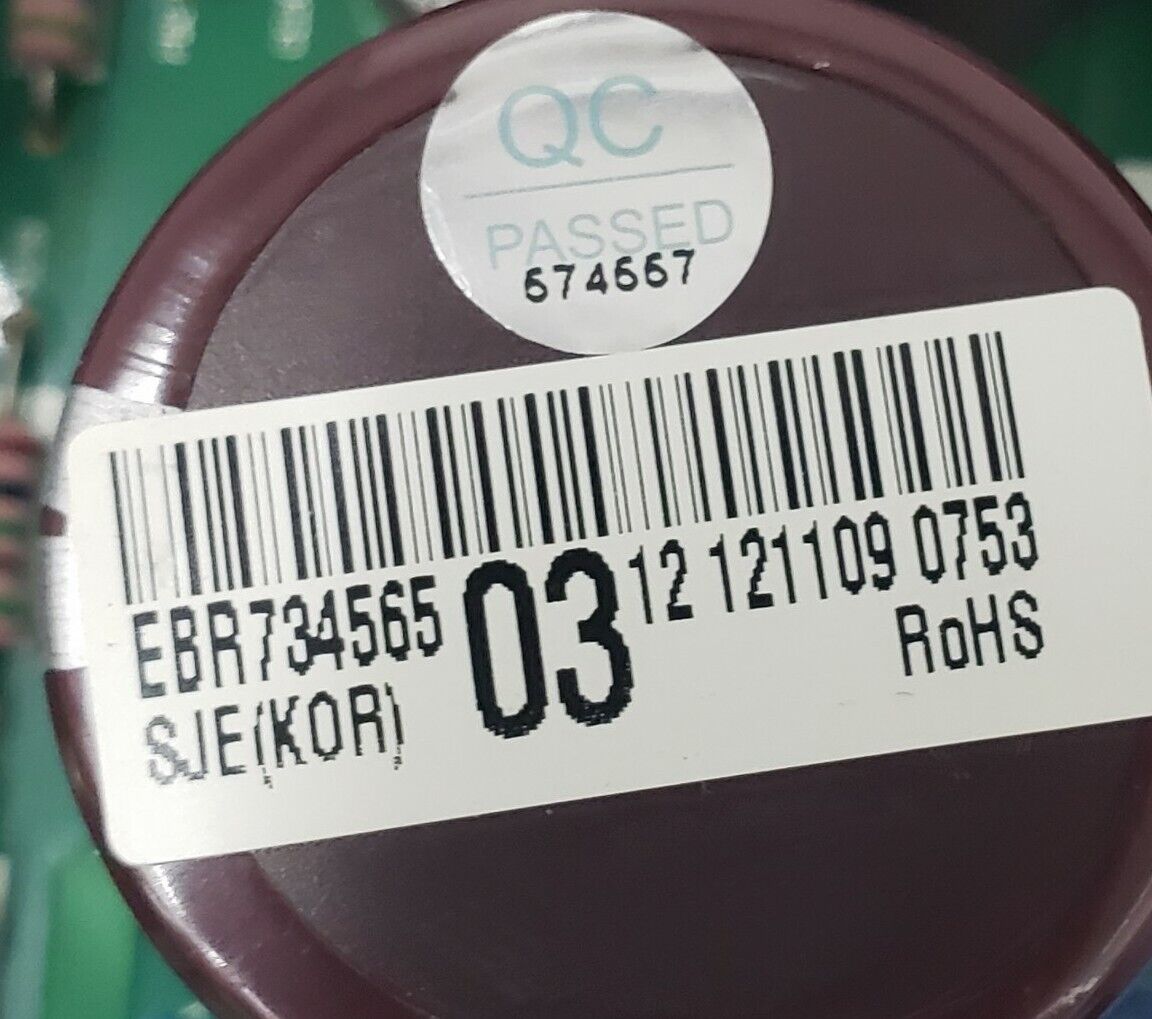 QC
PASSED
674667
EBR734565 03 12 121109 0753
SJE(KOR) RoHS